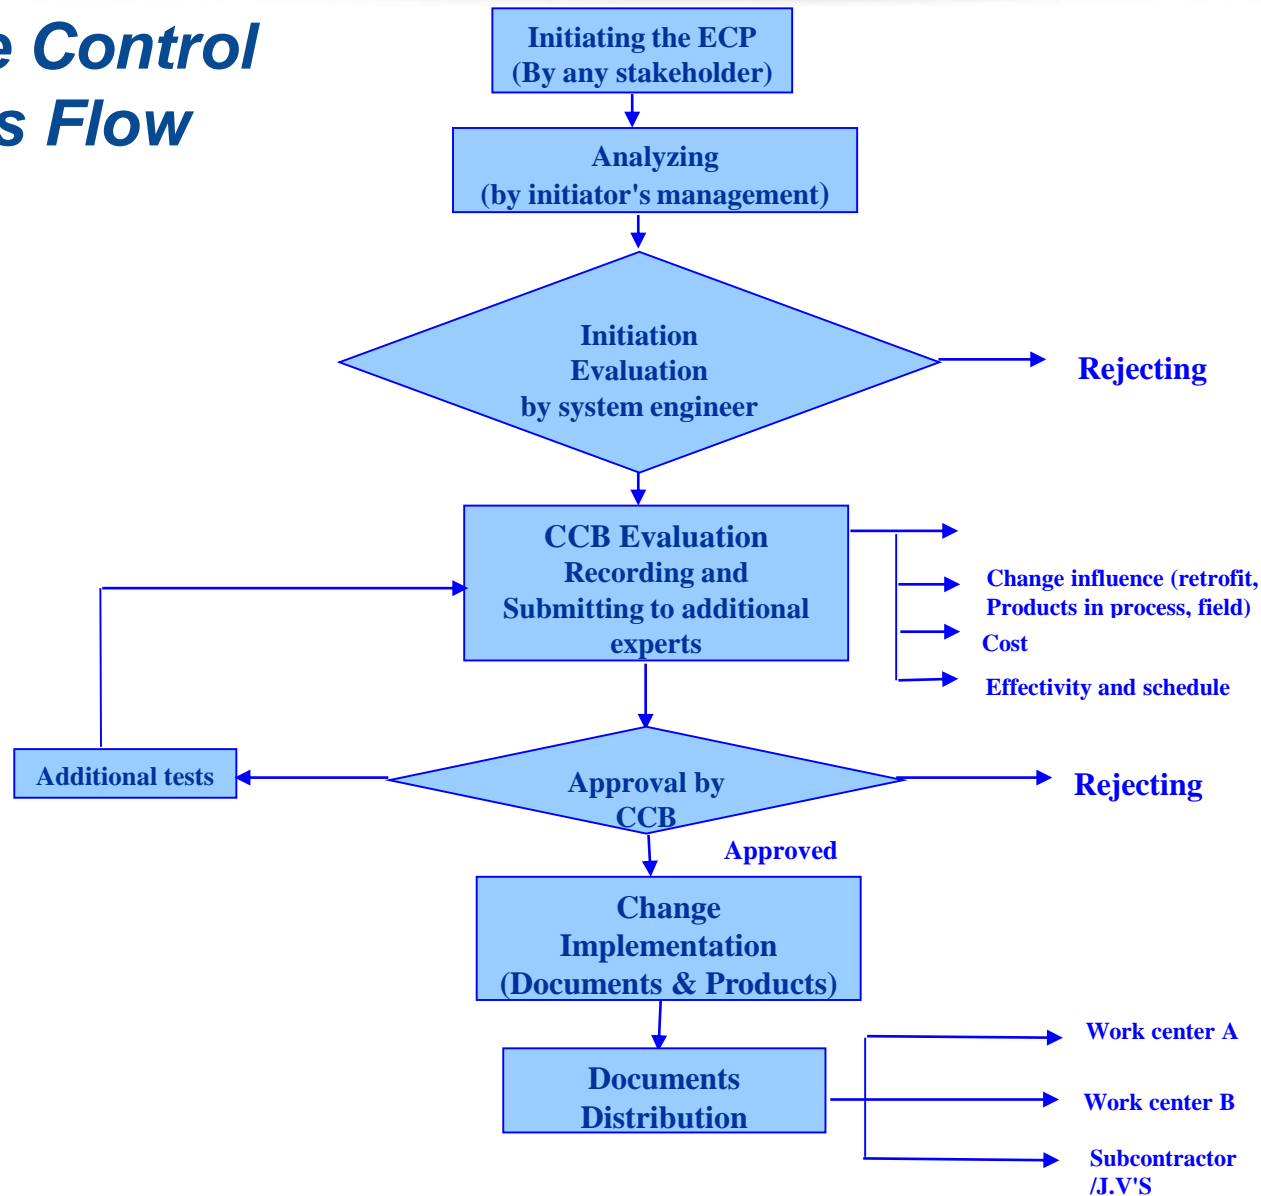 e Control
s Flow
Initiating the ECP
(By any stakeholder)
Analyzing
(by initiator's management)
Initiation
Evaluation
by system engineer
Rejecting
CCB Evaluation
Recording and
Submitting to additional
experts
Change influence (retrofit,
Products in process, field)
Cost
Effectivity and schedule
Additional tests
Approval by
CCB
Rejecting
Approved
Change
Implementation
(Documents & Products)
Documents
Distribution
Work center A
Work center B
Subcontractor
/J.V'S